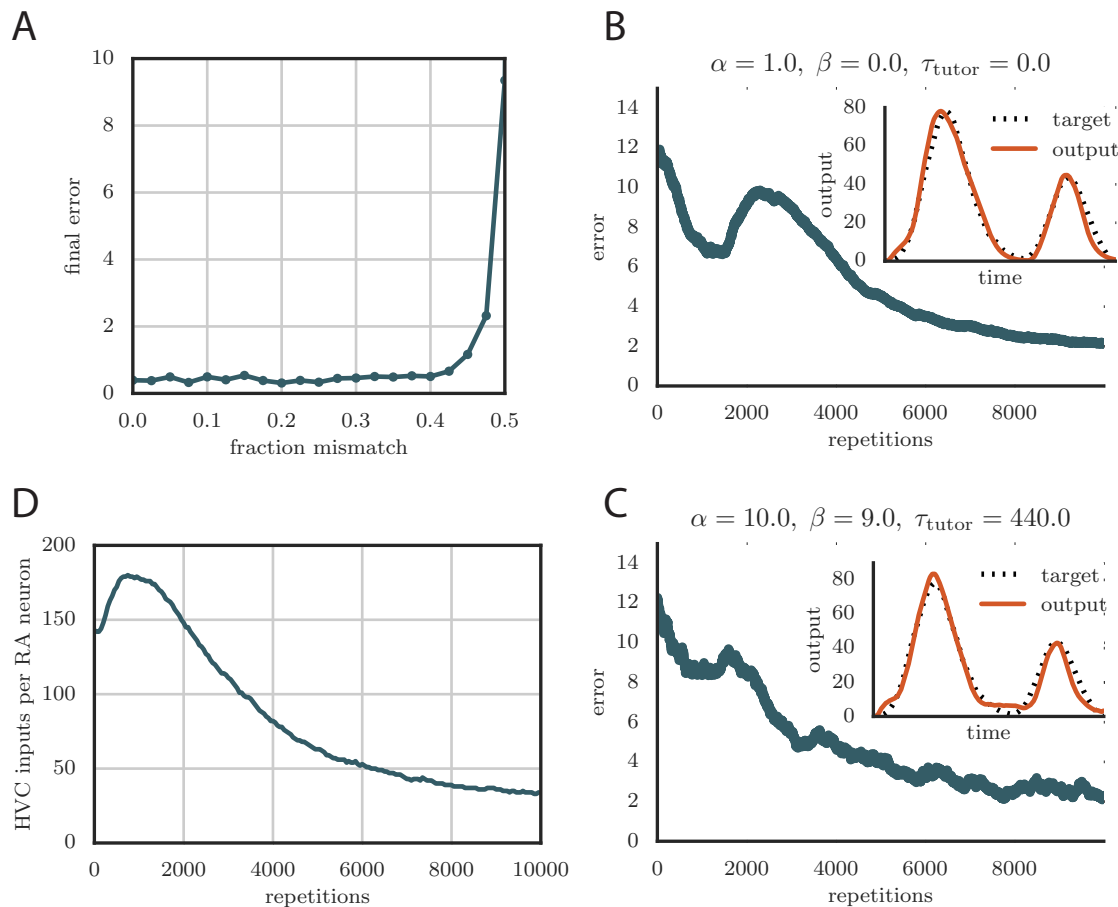 A
10
8
6
4
2
0
final error
0.0 0.1 0.2 0.3 0.4 0.5
fraction mismatch
B
α = 1.0, β = 0.0, τtutor = 0.0
14
12
10
8
6
4
2
0
error
0 2000 4000 6000 8000
repetitions
80
60
40
20
0
output
time
target
output
D
200
150
100
50
0
HVC inputs per RA neuron
0 2000 4000 6000 8000 10000
repetitions
C
α = 10.0, β = 9.0, τtutor = 440.0
14
12
10
8
6
4
2
0
error
0 2000 4000 6000 8000
repetitions
80
60
40
20
0
output
time
target
output